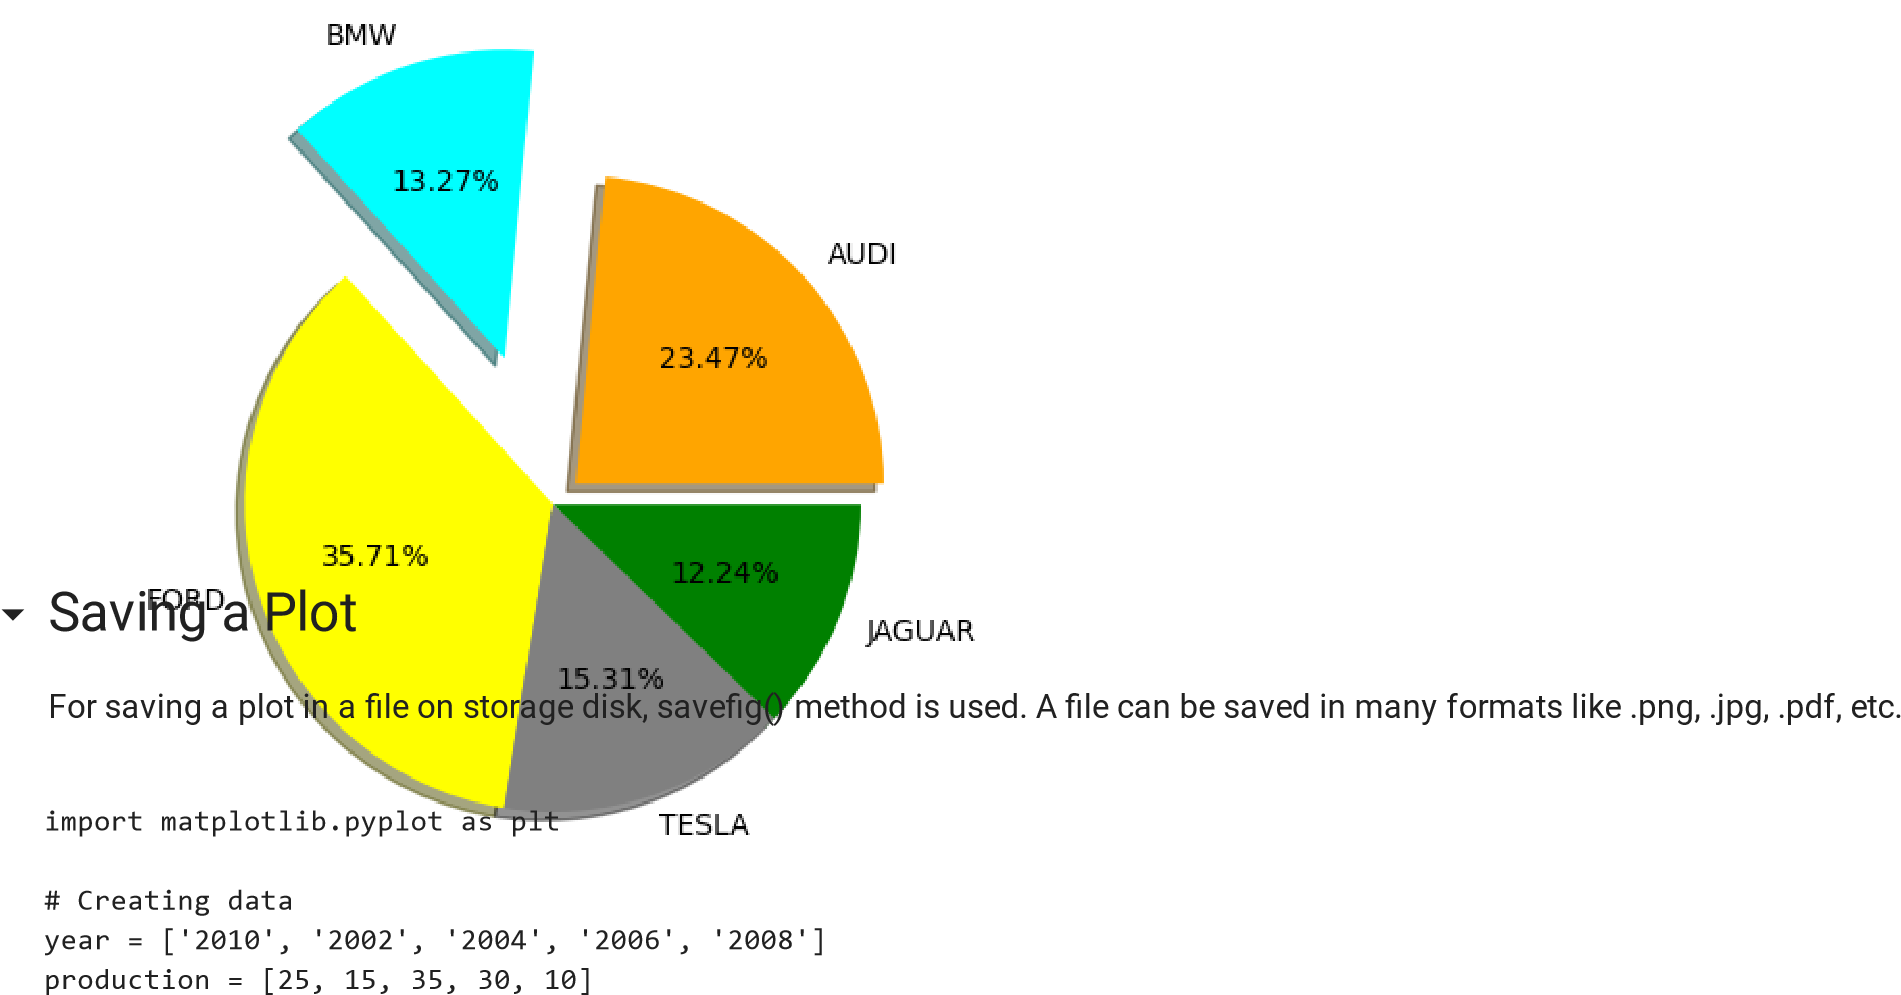 BMW
13.27%
AUDI
23.47%
35.71%
12.24%
FORD
Saving a Plot
JAGUAR
15.31%
For saving a plot in a file on storage disk, savefig() method is used. A file can be saved in many formats like .png, .jpg, .pdf, etc.
import matplotlib.pyplot as plt
TESLA
# Creating data
year = ['2010', '2002', '2004', '2006', '2008']
production = [25, 15, 35, 30, 10]